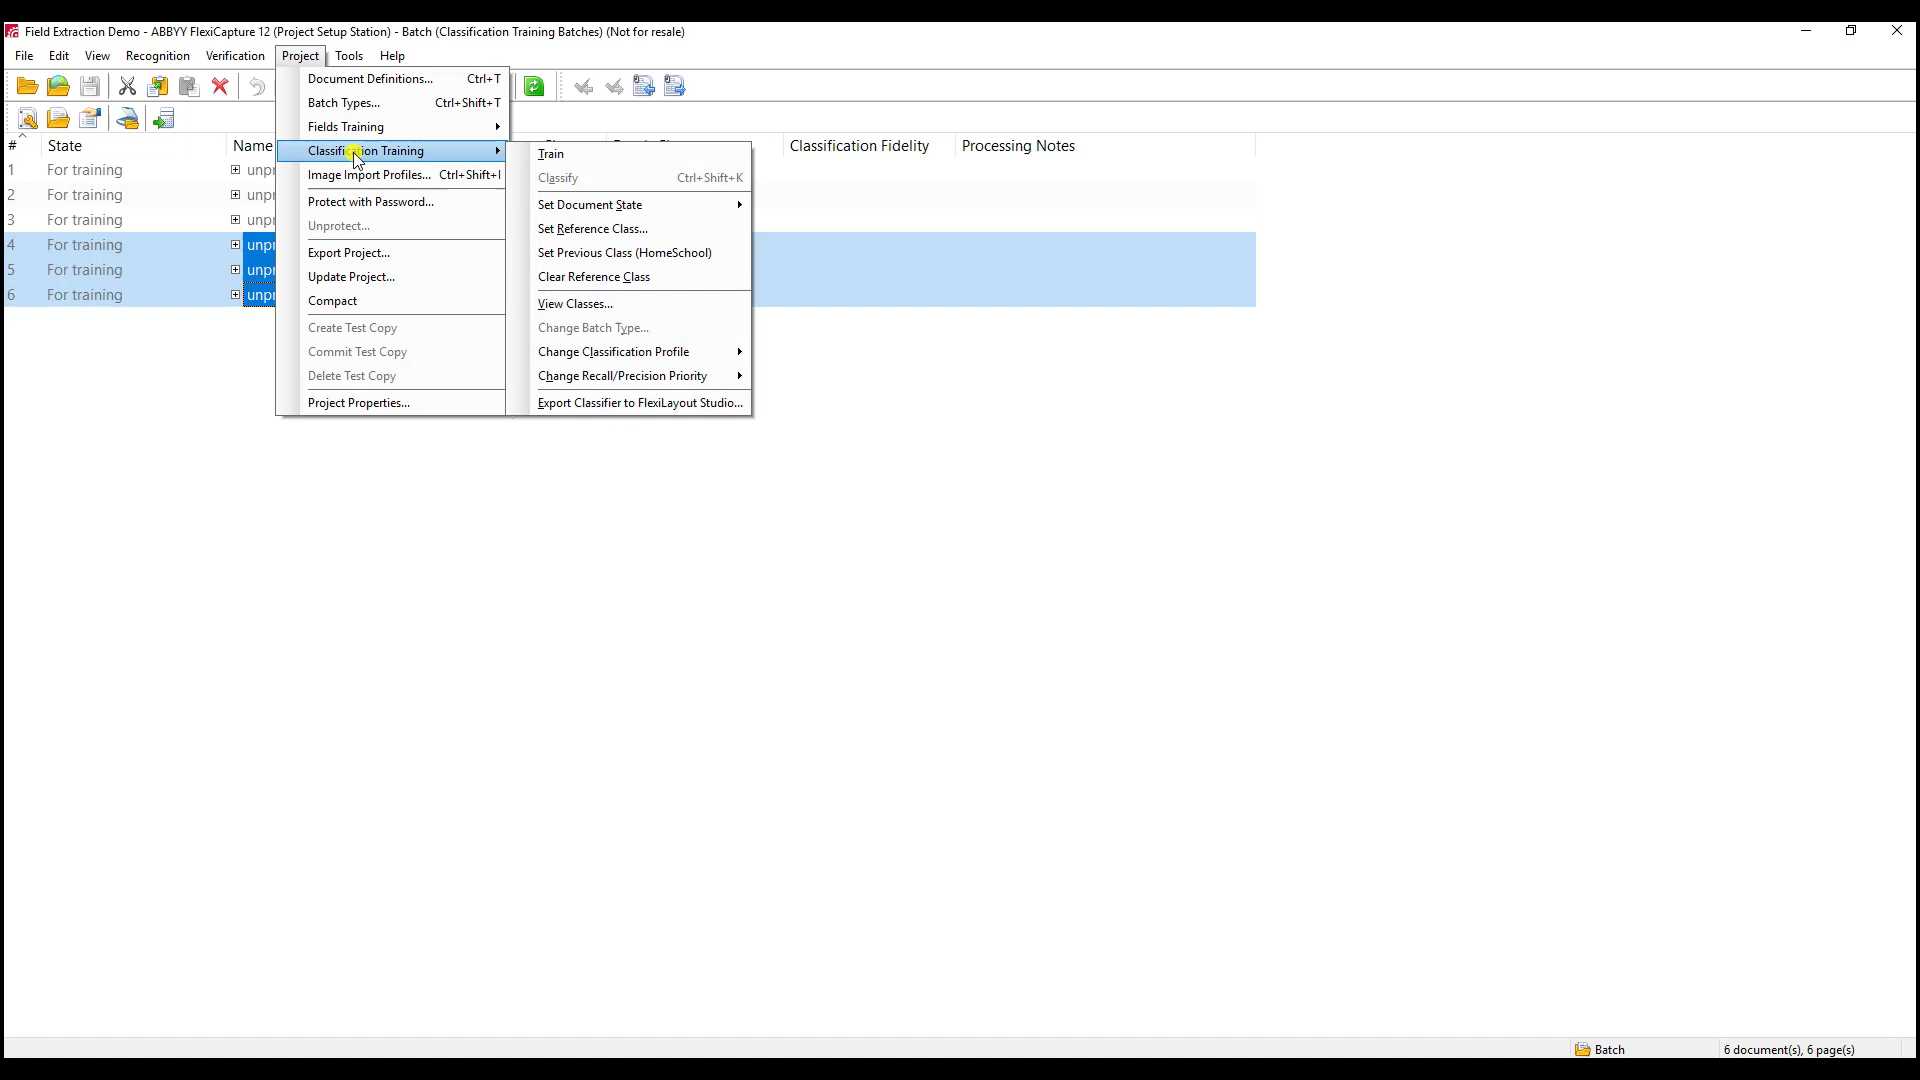 Field Extraction Demo - ABBYY FlexiCapture 12 (Project Setup Station) - Batch (Classification Training Batches) (Not for resale)
File Edit View Recognition Verification Project Tools Help
Document Definitions... Ctrl+T
Batch Types... Ctrl+Shift+T
Fields Training
# State Name Classification Fidelity Processing Notes
Classification Training
Train
1 For training
Image Import Profiles... Ctrl+Shift+I
Classify Ctrl+Shift+K
2 For training
Protect with Password...
Set Document State
3 For training
Unprotect...
Set Reference Class...
4 For training
Export Project...
Set Previous Class (HomeSchool)
5 For training
Update Project...
Clear Reference Class
6 For training
Compact
View Classes...
Create Test Copy
Change Batch Type...
Commit Test Copy
Change Classification Profile
Delete Test Copy
Change Recall/Precision Priority
Project Properties...
Export Classifier to FlexiLayout Studio...
Batch 6 document(s), 6 page(s)